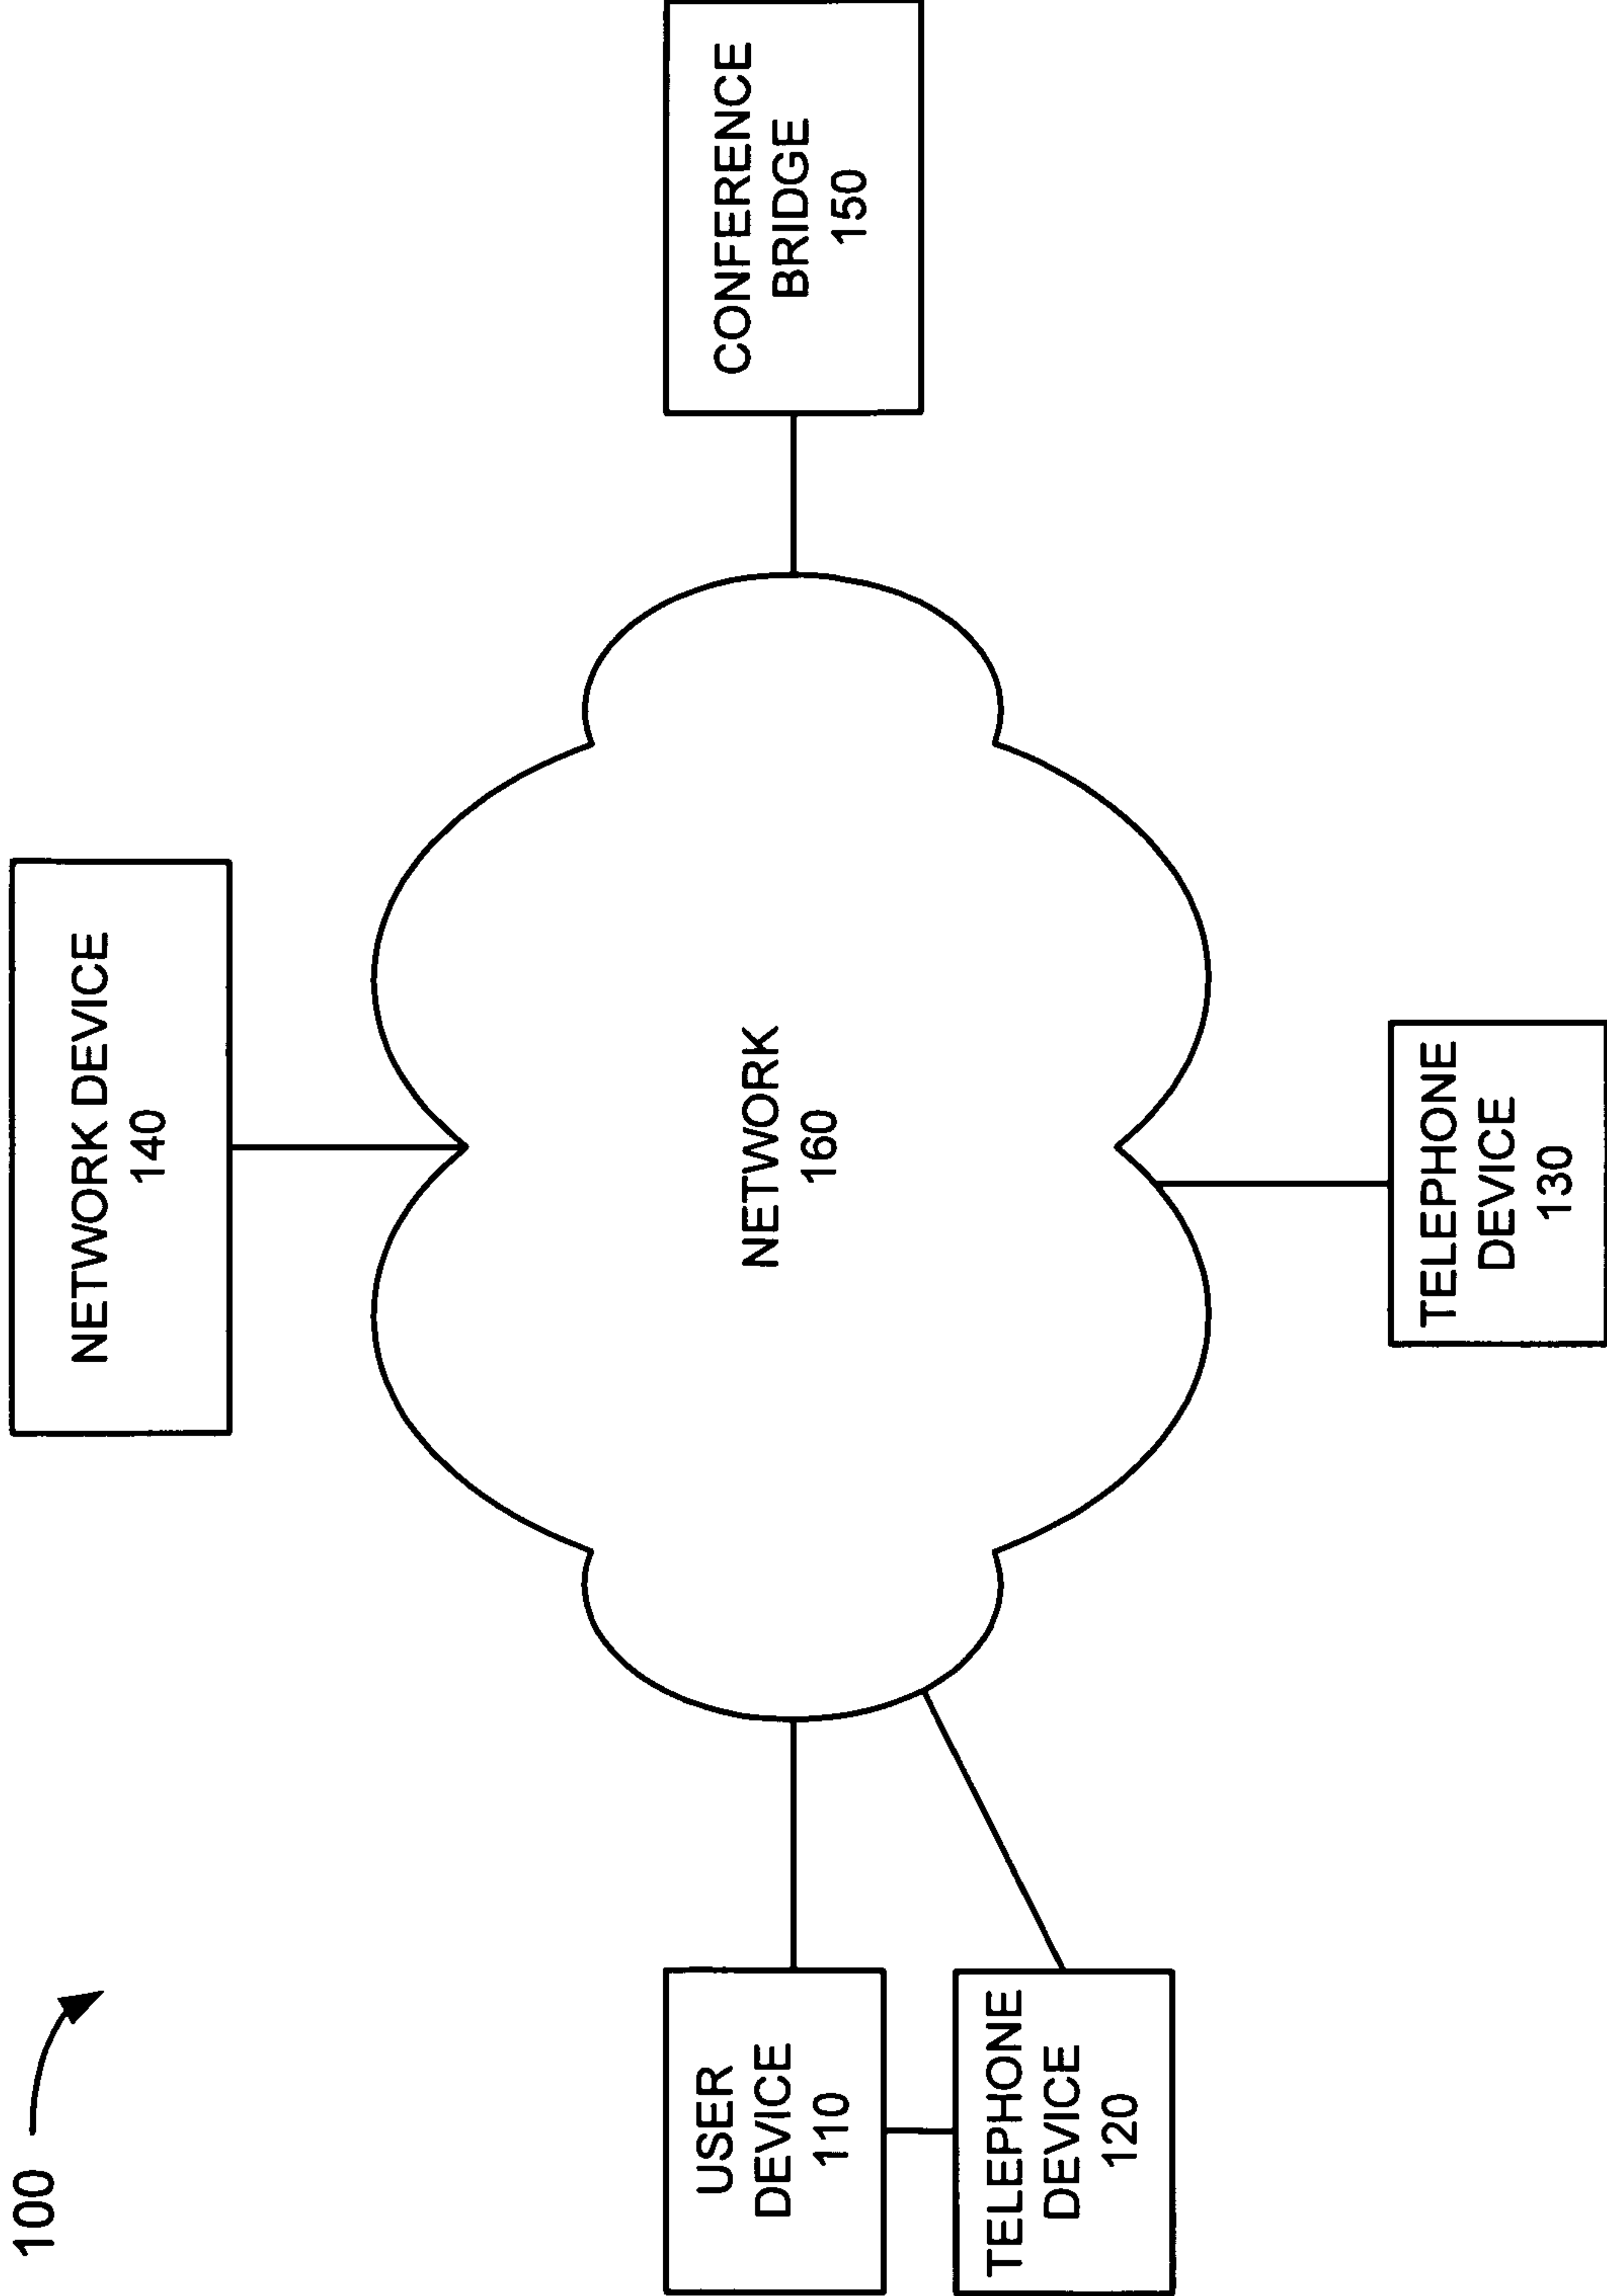 100
NETWORK DEVICE
140
USER
DEVICE
110
NETWORK
160
CONFERENCE
BRIDGE
150
TELEPHONE
DEVICE
120
TELEPHONE
DEVICE
130